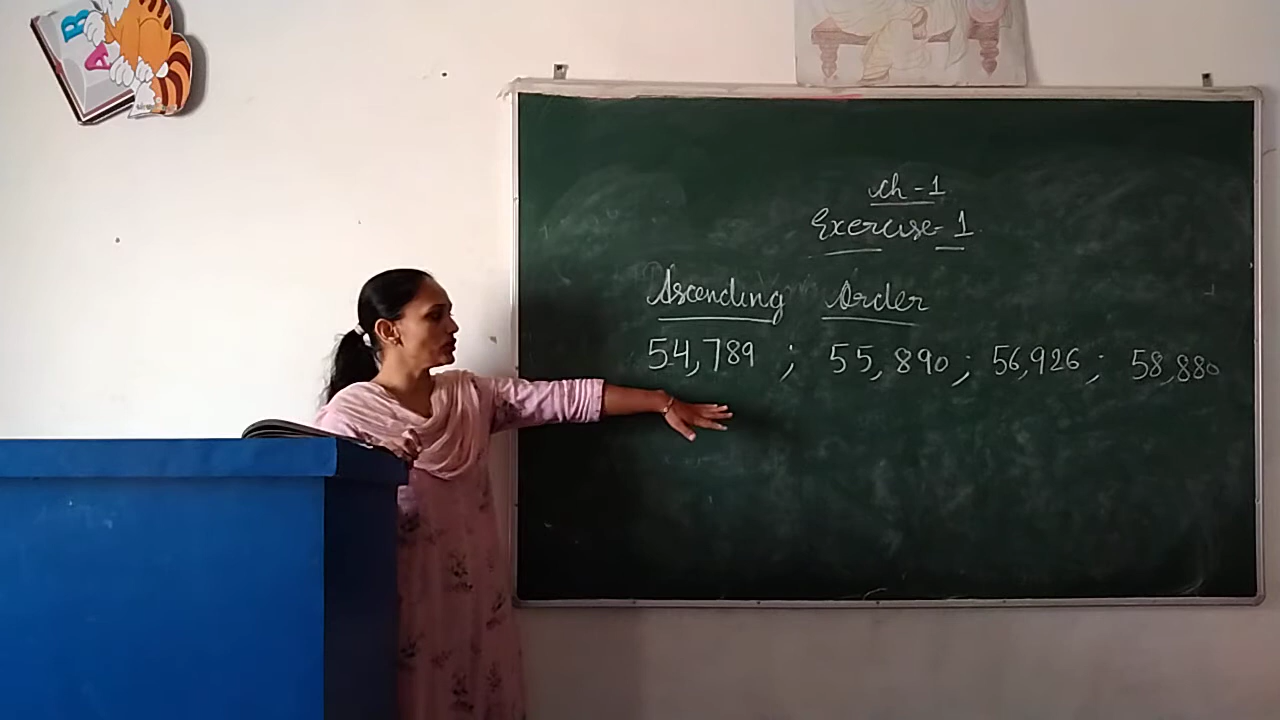 B
A
Ch - 1
Exercise - 1
Ascending Order
54,789 ; 55,890 ; 56,926 ; 58,880